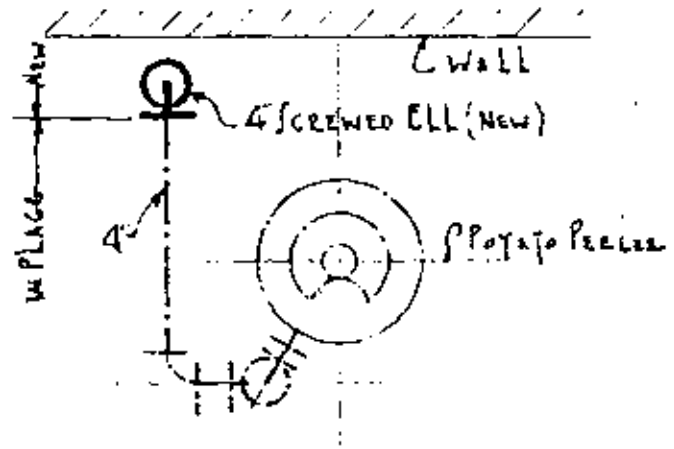 NEW
WALL
4" SCREWED ELL (NEW)
IN PLACE
4"
POTATO PEELER